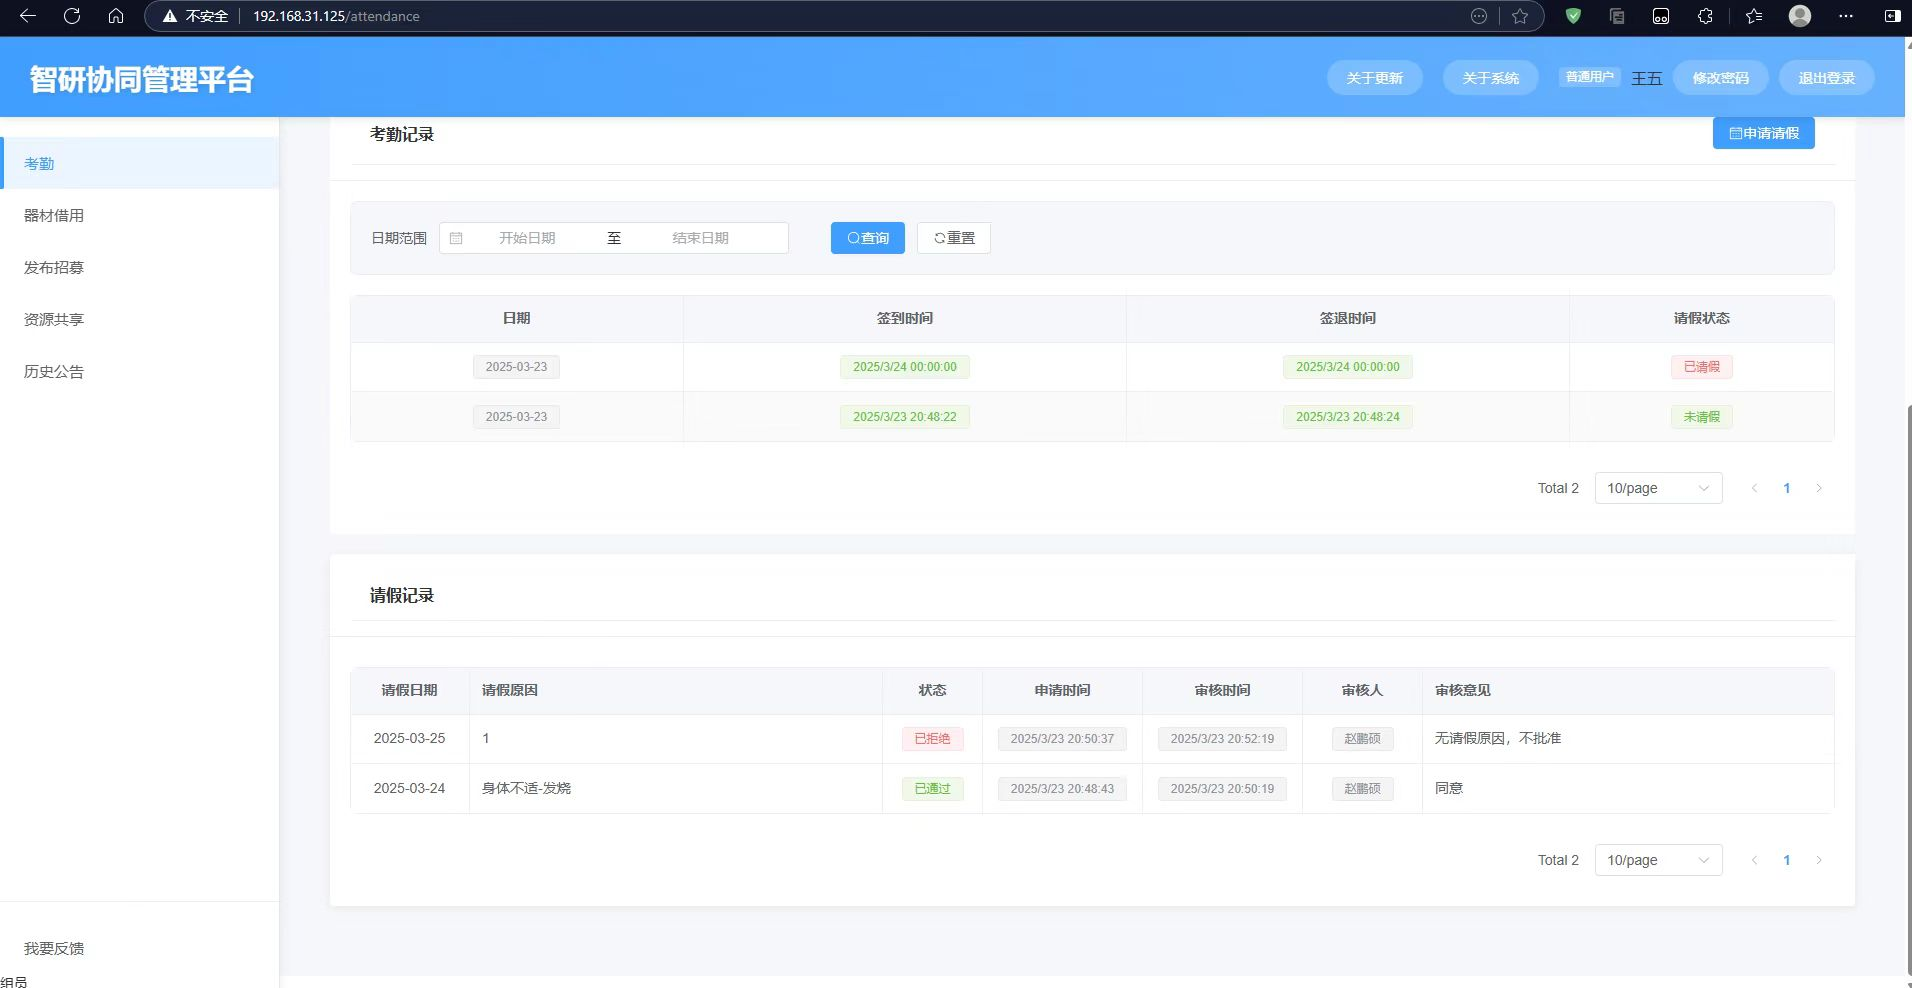 不安全 192.168.31.125/attendance
智研协同管理平台 关于更新 关于系统 普通用户 王五 修改密码 退出登录
考勤
器材借用
发布招募
资源共享
历史公告
我要反馈
组员
考勤记录 申请请假
日期范围 开始日期 至 结束日期 查询 重置
日期 签到时间 签退时间 请假状态
2025-03-23 2025/3/24 00:00:00 2025/3/24 00:00:00 已请假
2025-03-23 2025/3/23 20:48:22 2025/3/23 20:48:24 未请假
Total 2 10/page 1
请假记录
请假日期 请假原因 状态 申请时间 审核时间 审核人 审核意见
2025-03-25 1 已拒绝 2025/3/23 20:50:37 2025/3/23 20:52:19 赵鹏硕 无请假原因，不批准
2025-03-24 身体不适-发烧 已通过 2025/3/23 20:48:43 2025/3/23 20:50:19 赵鹏硕 同意
Total 2 10/page 1